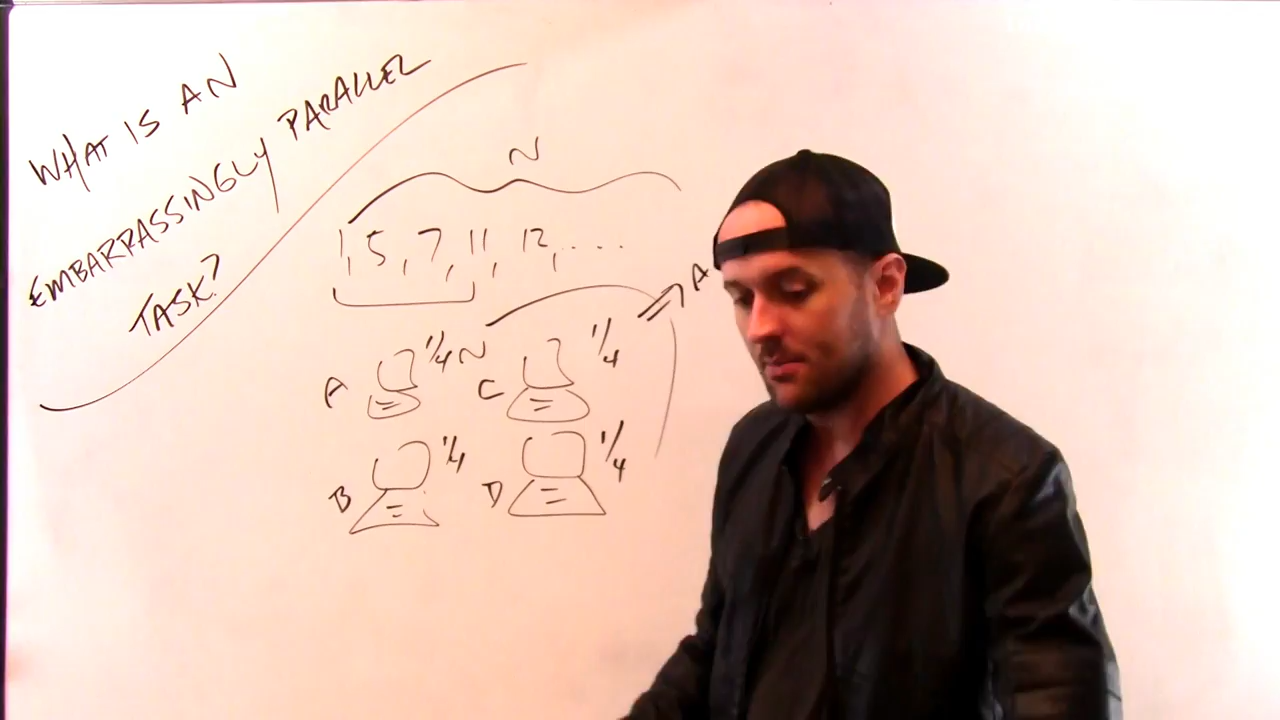 WHAT IS AN
EMBARRASSINGLY PARALLEL
TASK?
N
1, 5, 7, 11, 12, ....
A
A 1/4 N C 1/4
B 1/4 D 1/4